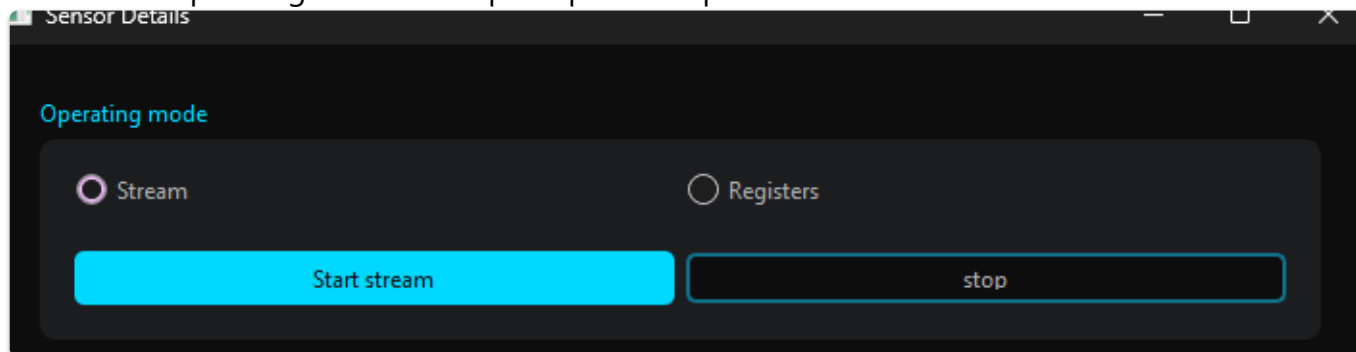 Sensor Details
Operating mode
Stream
Registers
Start stream
stop